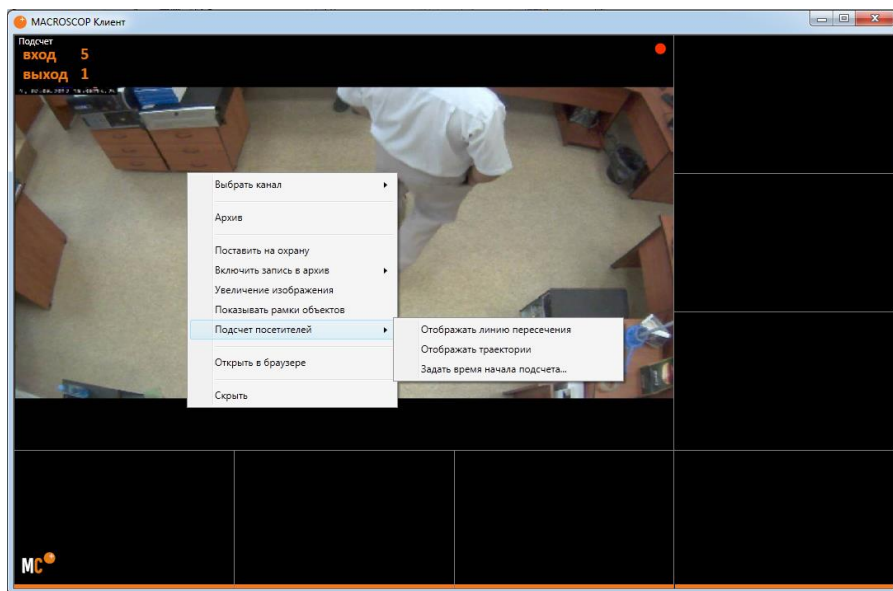 MACROSCOP Клиент
Подсчет
вход 5
выход 1
Выбрать канал
Архив
Поставить на охрану
Включить запись в архив
Увеличение изображения
Показывать рамки объектов
Подсчет посетителей
Отображать линию пересечения
Отображать траектории
Задать время начала подсчета...
Открыть в браузере
Скрыть
MC